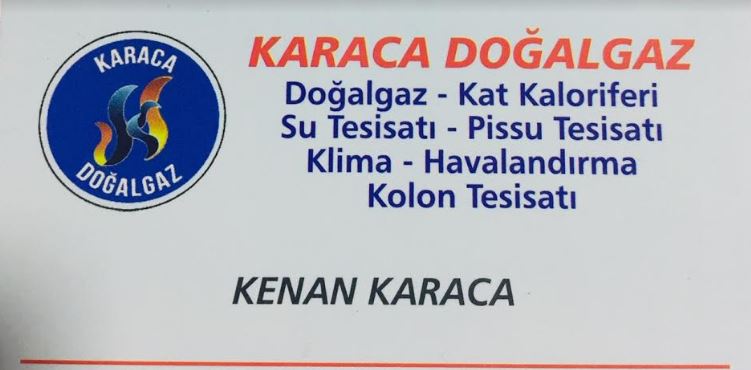 KARACA
DOĞALGAZ
KARACA DOĞALGAZ
Doğalgaz - Kat Kaloriferi
Su Tesisatı - Pissu Tesisatı
Klima - Havalandırma
Kolon Tesisatı
KENAN KARACA